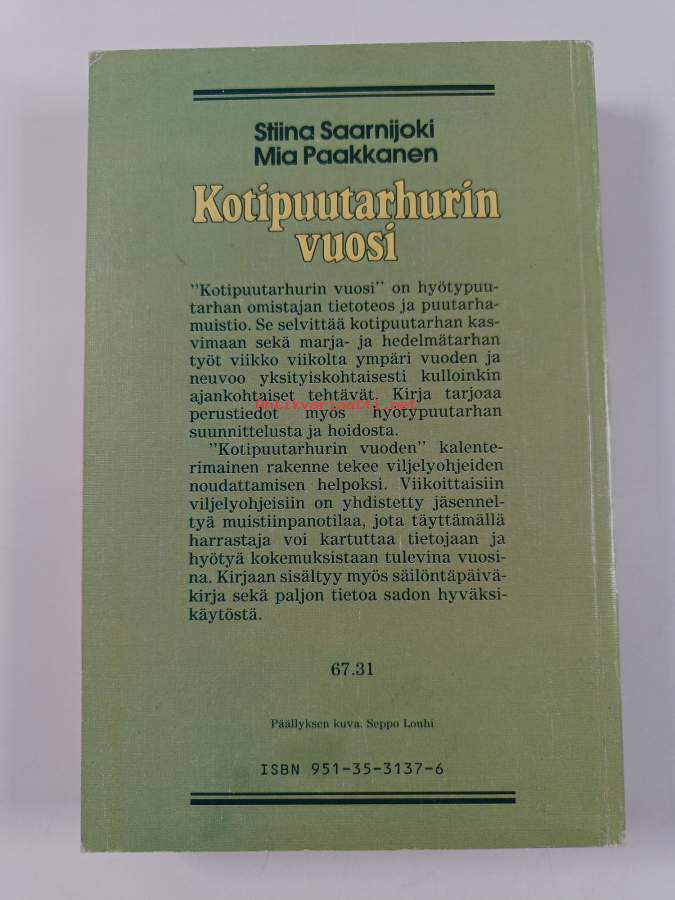 Stiina Saarnijoki
Mia Paakkanen
Kotipuutarhurin
vuosi
"Kotipuutarhurin vuosi" on hyötypuu-
tarhan omistajan tietoteos ja puutarha-
muistio. Se selvittää kotipuutarhan kas-
vimaan sekä marja- ja hedelmätarhan
työt viikko viikolta ympäri vuoden ja
neuvoo yksityiskohtaisesti kulloinkin
ajankohtaiset tehtävät. Kirja tarjoaa
Antikvariaatti.net
perustiedot myös hyötypuutarhan
suunnittelusta ja hoidosta.
"Kotipuutarhurin vuoden" kalente-
rimainen rakenne tekee viljelyohjeiden
noudattamisen helpoksi. Viikoittaisiin
viljelyohjeisiin on yhdistetty jäsennel-
tyä muistiinpanotilaa, jota täyttämällä
harrastaja voi kartuttaa tietojaan ja
hyötyä kokemuksistaan tulevina vuosi-
na. Kirjaan sisältyy myös säilöntäpäivä-
kirja sekä paljon tietoa sadon hyväksi-
käytöstä.
67.31
Päällyksen kuva: Seppo Louhi
ISBN 951-35-3137-6